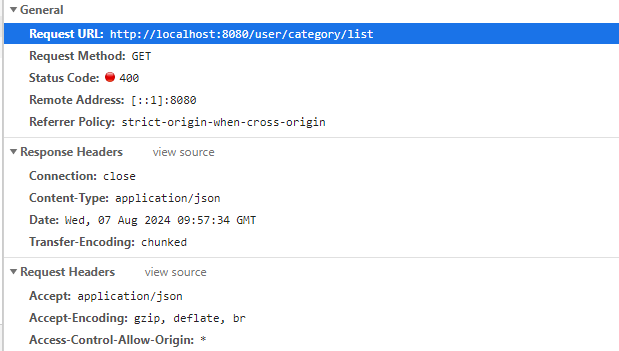 General
Request URL: http://localhost:8080/user/category/list
Request Method: GET
Status Code: 400
Remote Address: [::1]:8080
Referrer Policy: strict-origin-when-cross-origin
Response Headers view source
Connection: close
Content-Type: application/json
Date: Wed, 07 Aug 2024 09:57:34 GMT
Transfer-Encoding: chunked
Request Headers view source
Accept: application/json
Accept-Encoding: gzip, deflate, br
Access-Control-Allow-Origin: *